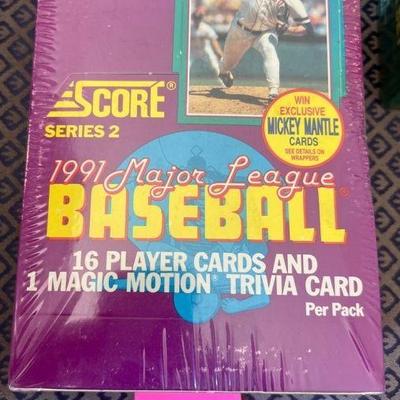 SCORE®
SERIES 2
WIN
EXCLUSIVE
MICKEY MANTLE
CARDS
SEE DETAILS ON
WRAPPERS
1991 Major League
BASEBALL®
16 PLAYER CARDS AND
1 MAGIC MOTION TRIVIA CARD
Per Pack